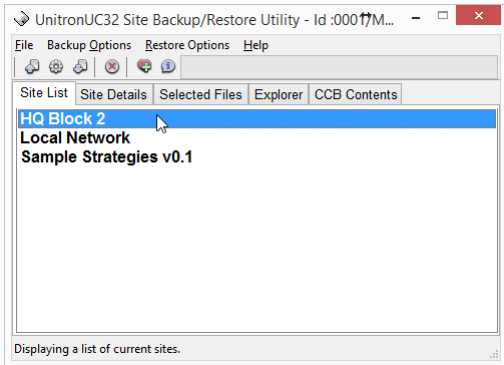 UnitronUC32 Site Backup/Restore Utility - Id :0001/M...
File Backup Options Restore Options Help
Site List Site Details Selected Files Explorer CCB Contents
HQ Block 2
Local Network
Sample Strategies v0.1
Displaying a list of current sites.